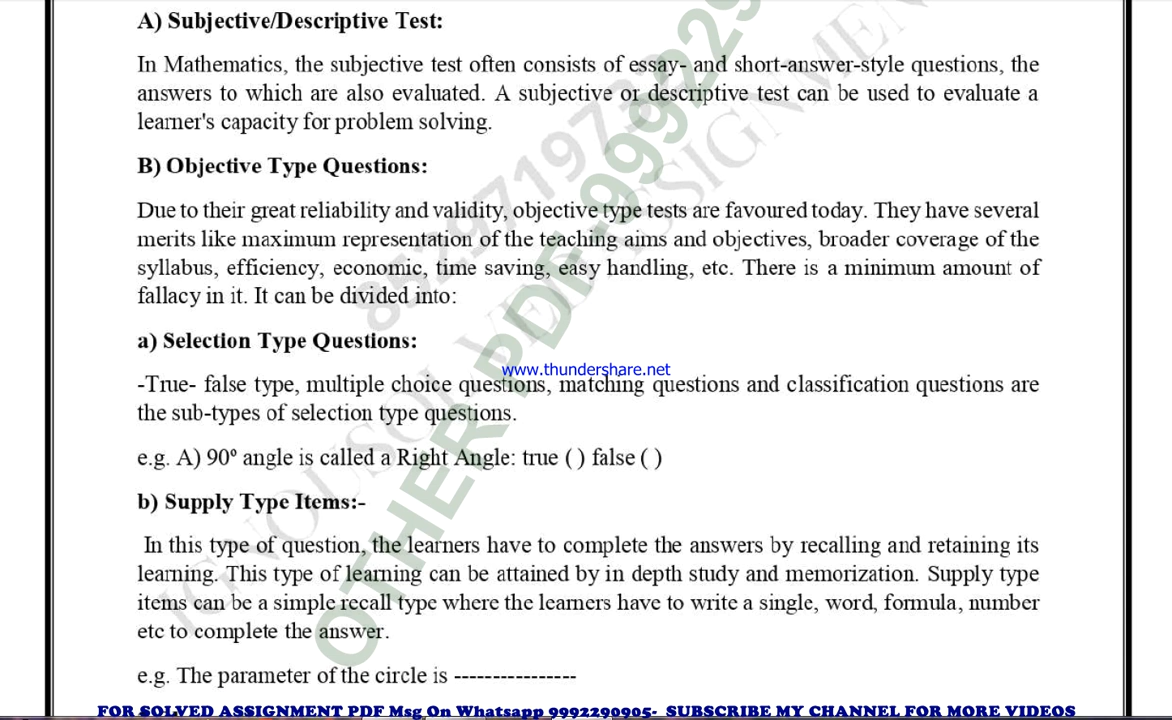 A) Subjective/Descriptive Test:
In Mathematics, the subjective test often consists of essay- and short-answer-style questions, the
answers to which are also evaluated. A subjective or descriptive test can be used to evaluate a
learner's capacity for problem solving.
B) Objective Type Questions:
Due to their great reliability and validity, objective type tests are favoured today. They have several
merits like maximum representation of the teaching aims and objectives, broader coverage of the
syllabus, efficiency, economic, time saving, easy handling, etc. There is a minimum amount of
fallacy in it. It can be divided into:
a) Selection Type Questions:
www.thundershare.net
-True- false type, multiple choice questions, matching questions and classification questions are
the sub-types of selection type questions.
e.g. A) 90º angle is called a Right Angle: true ( ) false ( )
b) Supply Type Items:-
In this type of question, the learners have to complete the answers by recalling and retaining its
learning. This type of learning can be attained by in depth study and memorization. Supply type
items can be a simple recall type where the learners have to write a single, word, formula, number
etc to complete the answer.
e.g. The parameter of the circle is ----------------
OTHER PDF-99922
FOR SOLVED ASSIGNMENT PDF Msg On Whatsapp 9992290905- SUBSCRIBE MY CHANNEL FOR MORE VIDEOS